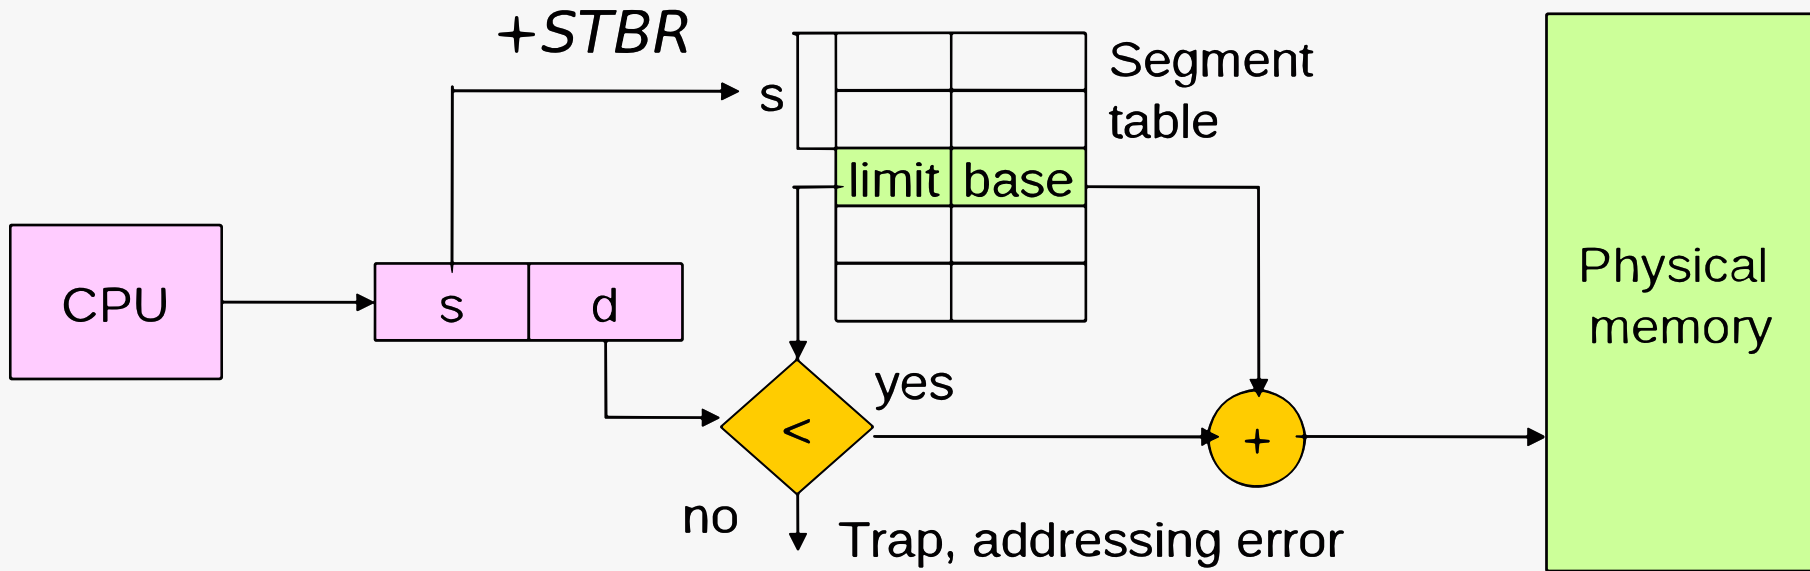 +STBR
s
Segment
table
limit base
CPU
s d
Physical
memory
yes
<
+
no
Trap, addressing error